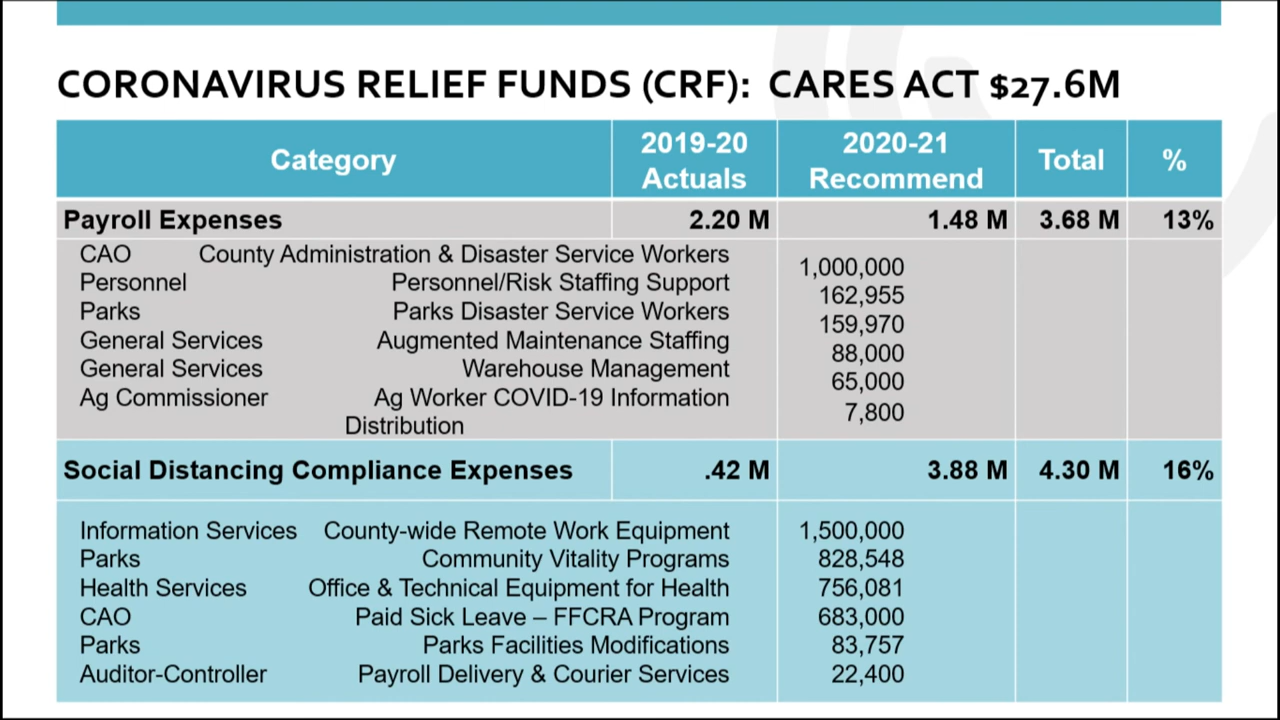 CORONAVIRUS RELIEF FUNDS (CRF): CARES ACT $27.6M
Category 2019-20 Actuals 2020-21 Recommend Total %
Payroll Expenses 2.20 M 1.48 M 3.68 M 13%
CAO County Administration & Disaster Service Workers 1,000,000
Personnel Personnel/Risk Staffing Support 162,955
Parks Parks Disaster Service Workers 159,970
General Services Augmented Maintenance Staffing 88,000
General Services Warehouse Management 65,000
Ag Commissioner Ag Worker COVID-19 Information 7,800
Distribution
Social Distancing Compliance Expenses .42 M 3.88 M 4.30 M 16%
Information Services County-wide Remote Work Equipment 1,500,000
Parks Community Vitality Programs 828,548
Health Services Office & Technical Equipment for Health 756,081
CAO Paid Sick Leave – FFCRA Program 683,000
Parks Parks Facilities Modifications 83,757
Auditor-Controller Payroll Delivery & Courier Services 22,400